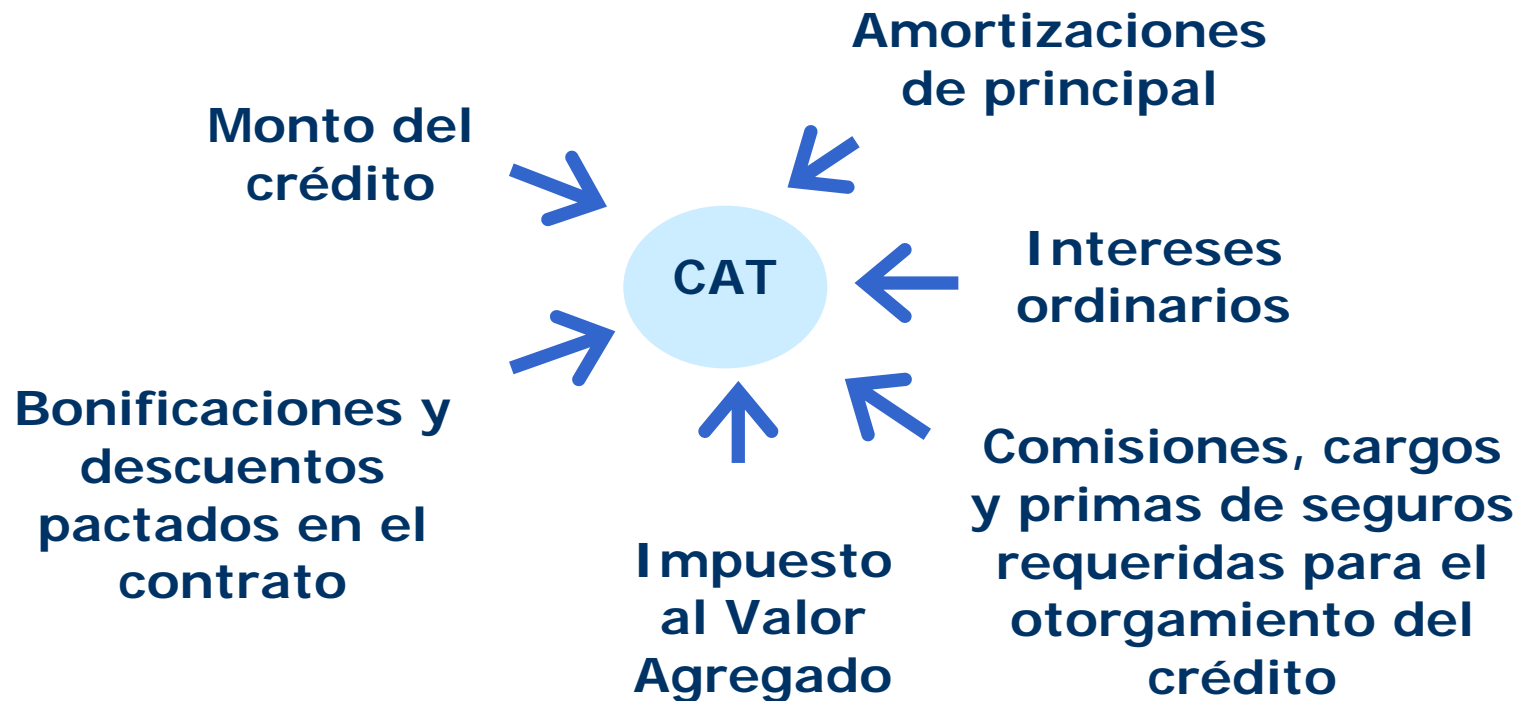 Amortizaciones
de principal
Monto del
crédito
CAT
Intereses
ordinarios
Bonificaciones y
descuentos
pactados en el
contrato
Impuesto
al Valor
Agregado
Comisiones, cargos
y primas de seguros
requeridas para el
otorgamiento del
crédito